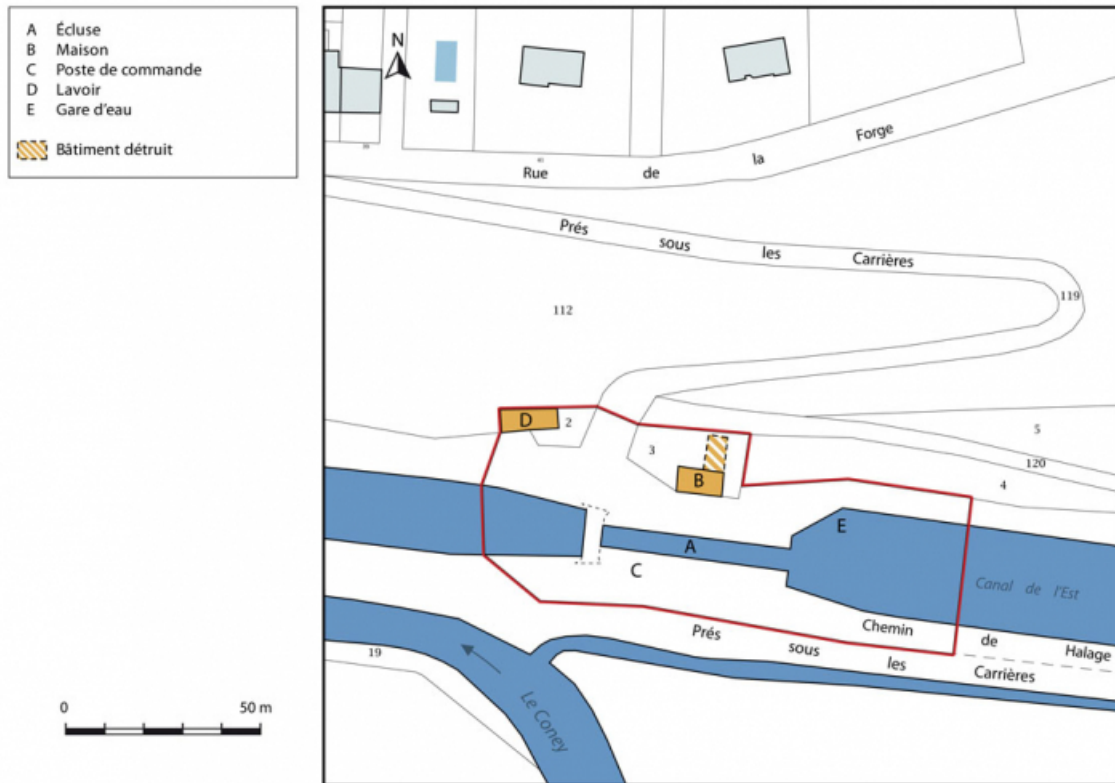 A Écluse
B Maison
C Poste de commande
D Lavoir
E Gare d'eau
Bâtiment détruit
N
39
41
Rue de la Forge
Prés sous les Carrières
112
119
D
2
3
B
5
120
4
E
A
C
Canal de l'Est
Chemin de Halage
Prés sous les Carrières
19
Le Coney
0 50 m